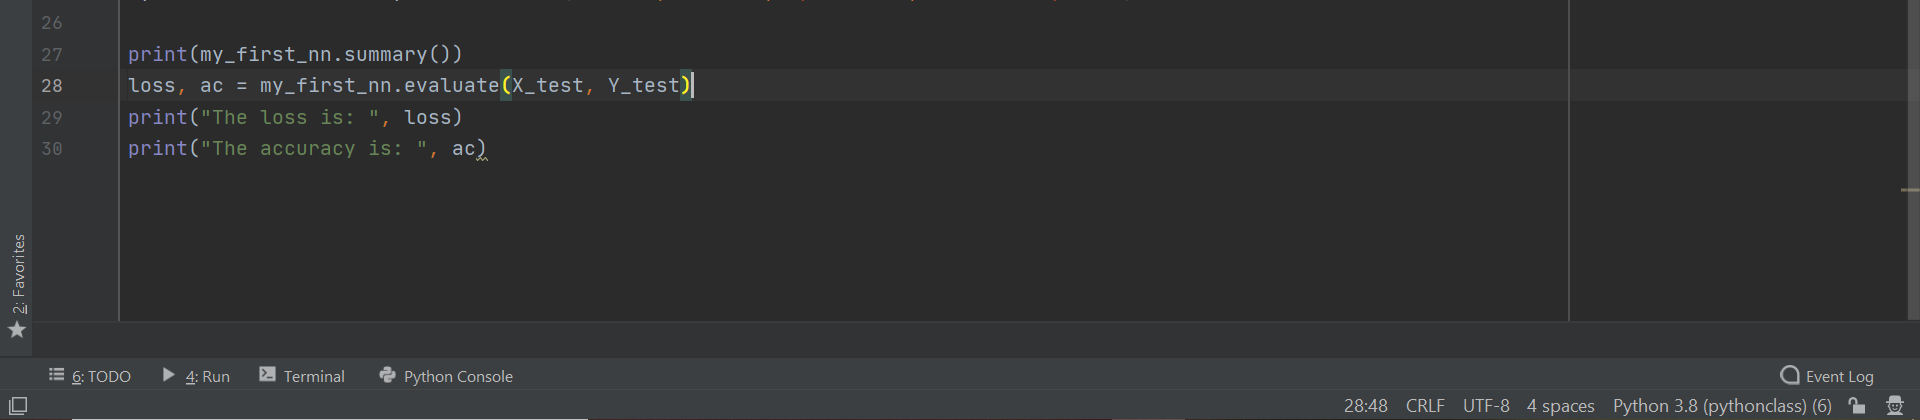 26
27 print(my_first_nn.summary())
28 loss, ac = my_first_nn.evaluate(X_test, Y_test)
29 print("The loss is: ", loss)
30 print("The accuracy is: ", ac)
2: Favorites
6: TODO 4: Run Terminal Python Console Event Log
28:48 CRLF UTF-8 4 spaces Python 3.8 (pythonclass) (6)